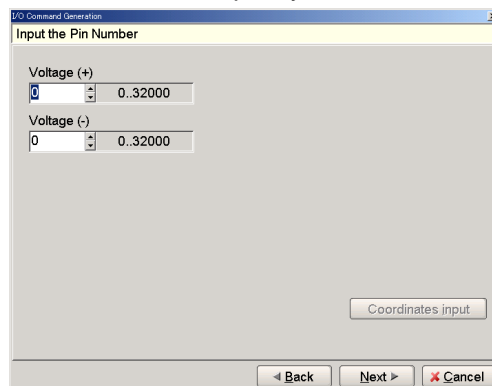 I/O Command Generation
Input the Pin Number
Voltage (+)
0 0..32000
Voltage (-)
0 0..32000
Coordinates input
Back Next Cancel